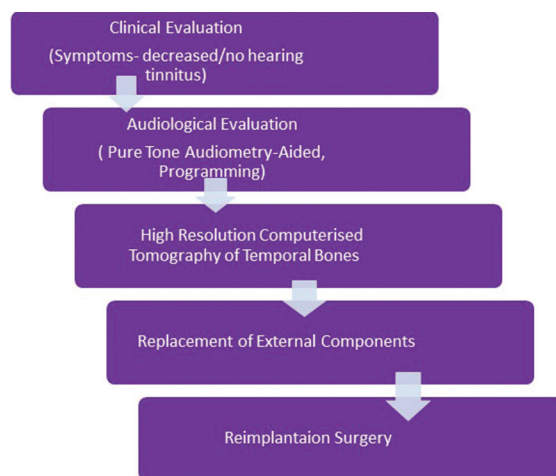 Clinical Evaluation
(Symptoms- decreased/no hearing
tinnitus)
Audiological Evaluation
( Pure Tone Audiometry-Aided,
Programming)
High Resolution Computerised
Tomography of Temporal Bones
Replacement of External Components
Reimplantaion Surgery